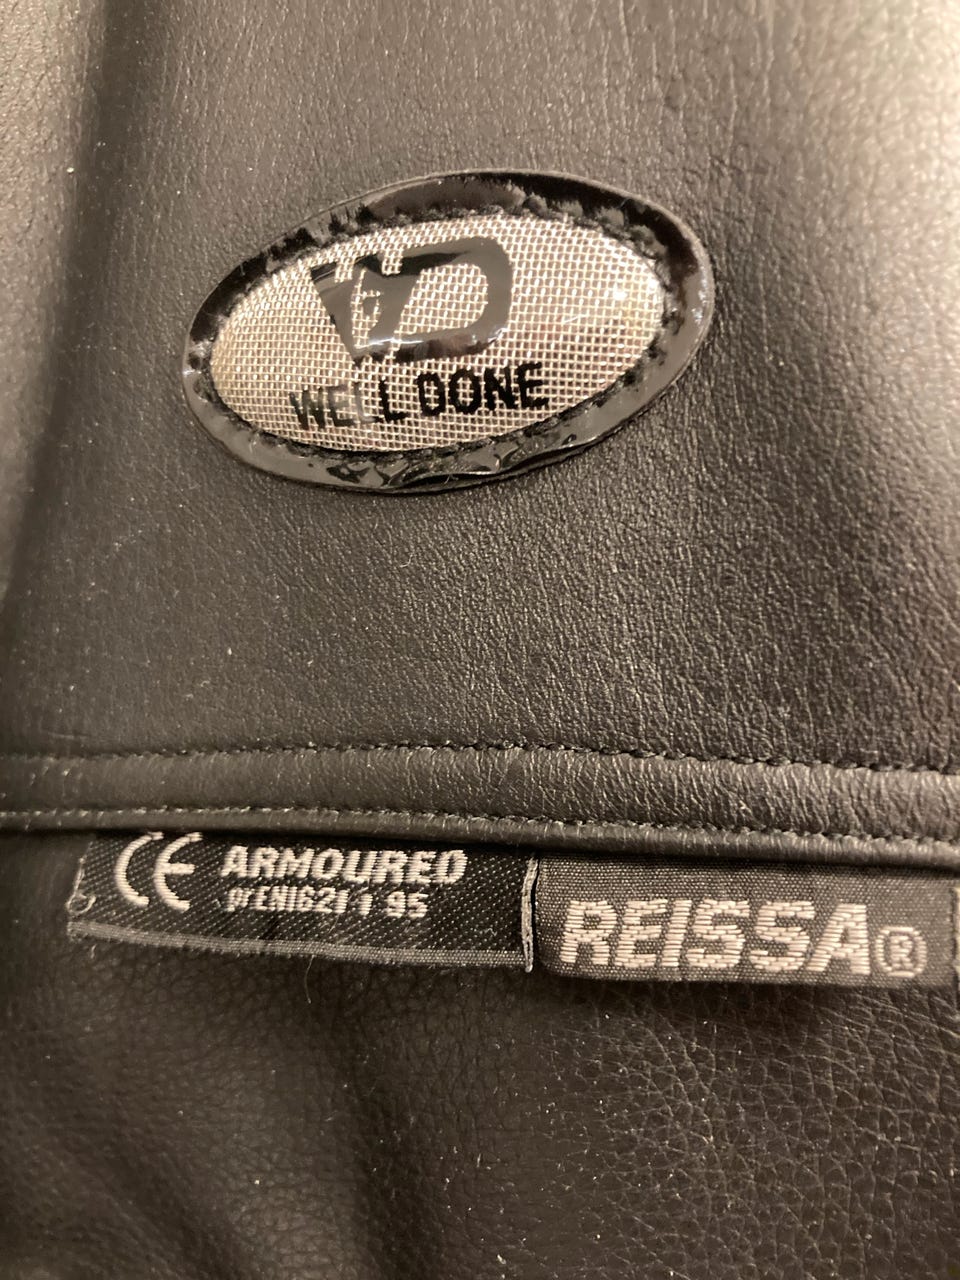 WELL DONE
CE ARMOURED
prEN1621-1 95
REISSA®